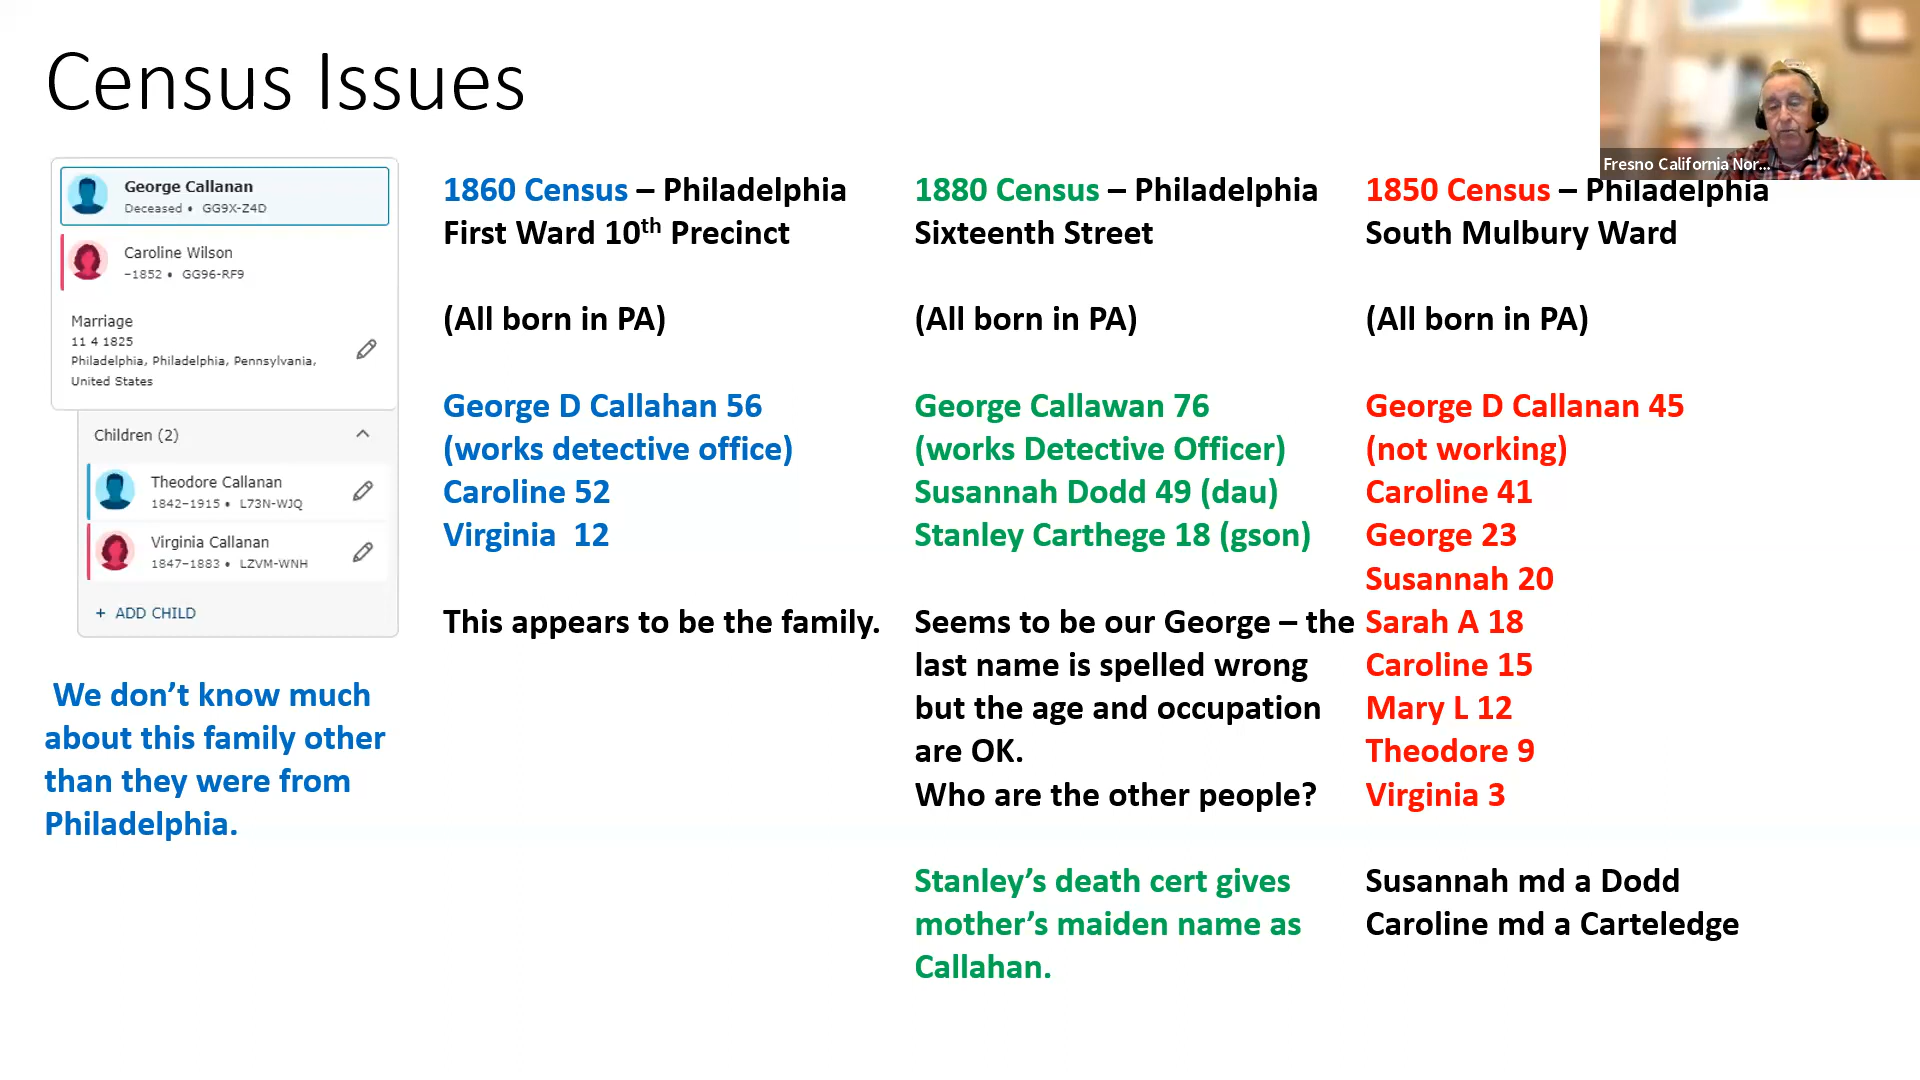 Census Issues
Fresno California Nor...
George Callanan
Deceased • GG9X-Z4D
Caroline Wilson
–1852 • GG96-RF9
Marriage
11 4 1825
Philadelphia, Philadelphia, Pennsylvania,
United States
Children (2)
Theodore Callanan
1842–1915 • L73N-WJQ
Virginia Callanan
1847–1883 • LZVM-WNH
+ ADD CHILD
We don’t know much
about this family other
than they were from
Philadelphia.
1860 Census – Philadelphia
First Ward 10th Precinct
(All born in PA)
George D Callahan 56
(works detective office)
Caroline 52
Virginia 12
This appears to be the family.
1880 Census – Philadelphia
Sixteenth Street
(All born in PA)
George Callawan 76
(works Detective Officer)
Susannah Dodd 49 (dau)
Stanley Carthege 18 (gson)
Seems to be our George – the
last name is spelled wrong
but the age and occupation
are OK.
Who are the other people?
Stanley’s death cert gives
mother’s maiden name as
Callahan.
1850 Census – Philadelphia
South Mulbury Ward
(All born in PA)
George D Callanan 45
(not working)
Caroline 41
George 23
Susannah 20
Sarah A 18
Caroline 15
Mary L 12
Theodore 9
Virginia 3
Susannah md a Dodd
Caroline md a Carteledge